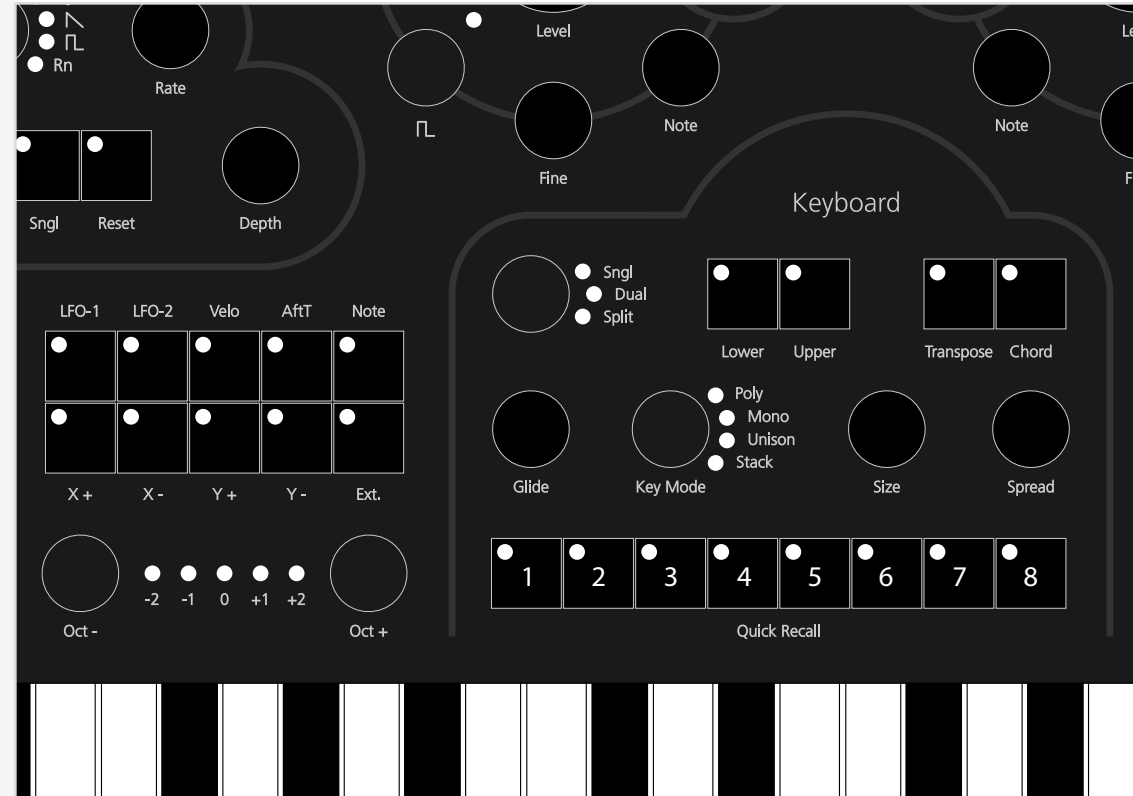 Rn
Rate
Level
Le
Note
Note
Fine
F
Sngl
Reset
Depth
Keyboard
Sngl
Dual
Split
Lower
Upper
Transpose
Chord
LFO-1
LFO-2
Velo
AftT
Note
Poly
Mono
Unison
Stack
Glide
Key Mode
Size
Spread
X +
X -
Y +
Y -
Ext.
1
2
3
4
5
6
7
8
-2
-1
0
+1
+2
Oct -
Oct +
Quick Recall